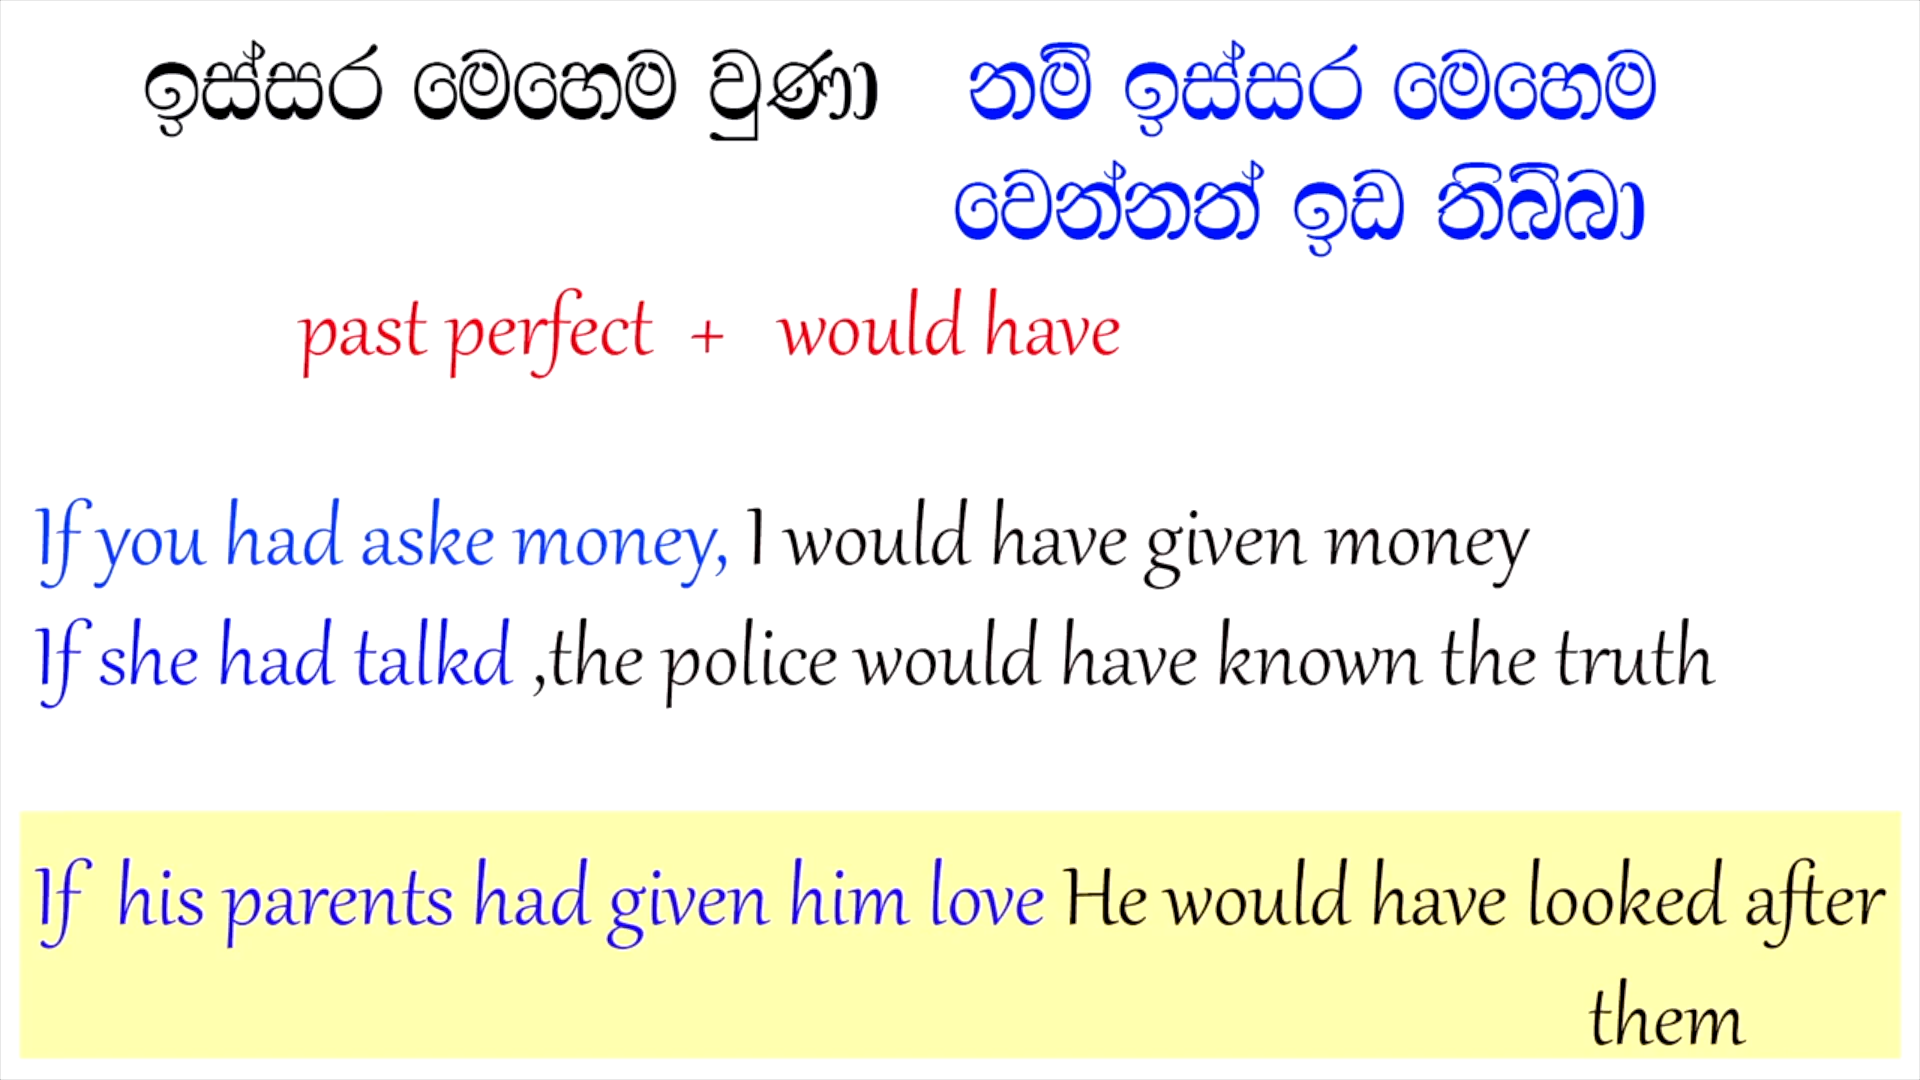 ඉස්සර මෙහෙම වුණා නම් ඉස්සර මෙහෙම
වෙන්නත් ඉඩ තිබ්බා
past perfect + would have
If you had aske money, I would have given money
If she had talkd ,the police would have known the truth
If his parents had given him love He would have looked after
them